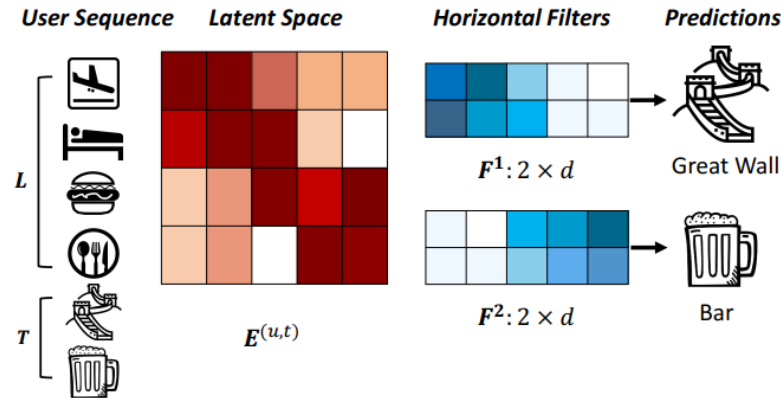 User Sequence
Latent Space
Horizontal Filters
Predictions
L
T
E^(u,t)
F^1: 2 × d
Great Wall
F^2: 2 × d
Bar